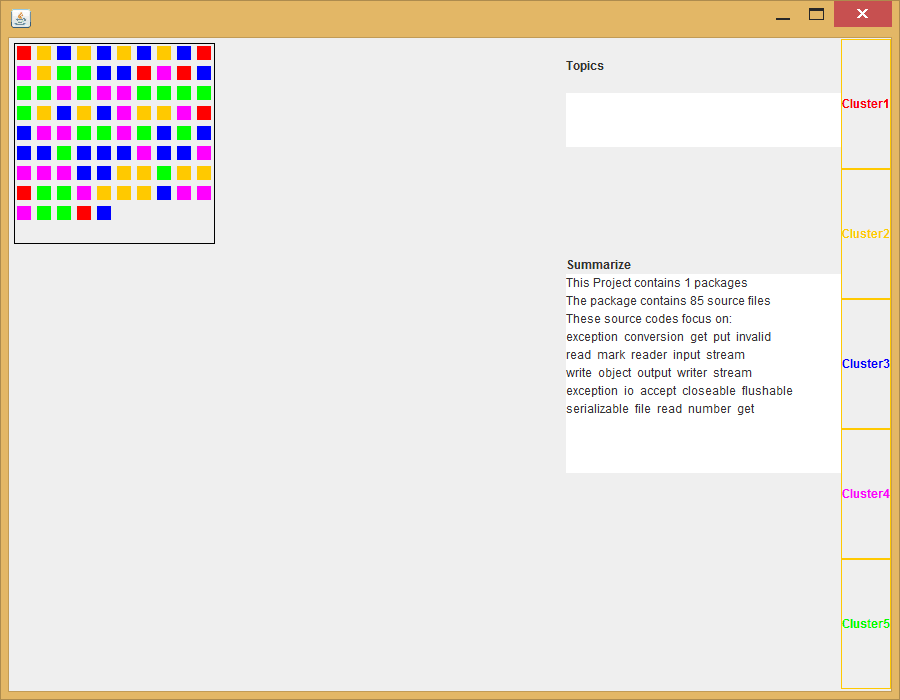 Topics
Summarize
This Project contains 1 packages
The package contains 85 source files
These source codes focus on:
exception conversion get put invalid
read mark reader input stream
write object output writer stream
exception io accept closeable flushable
serializable file read number get
Cluster1
Cluster2
Cluster3
Cluster4
Cluster5